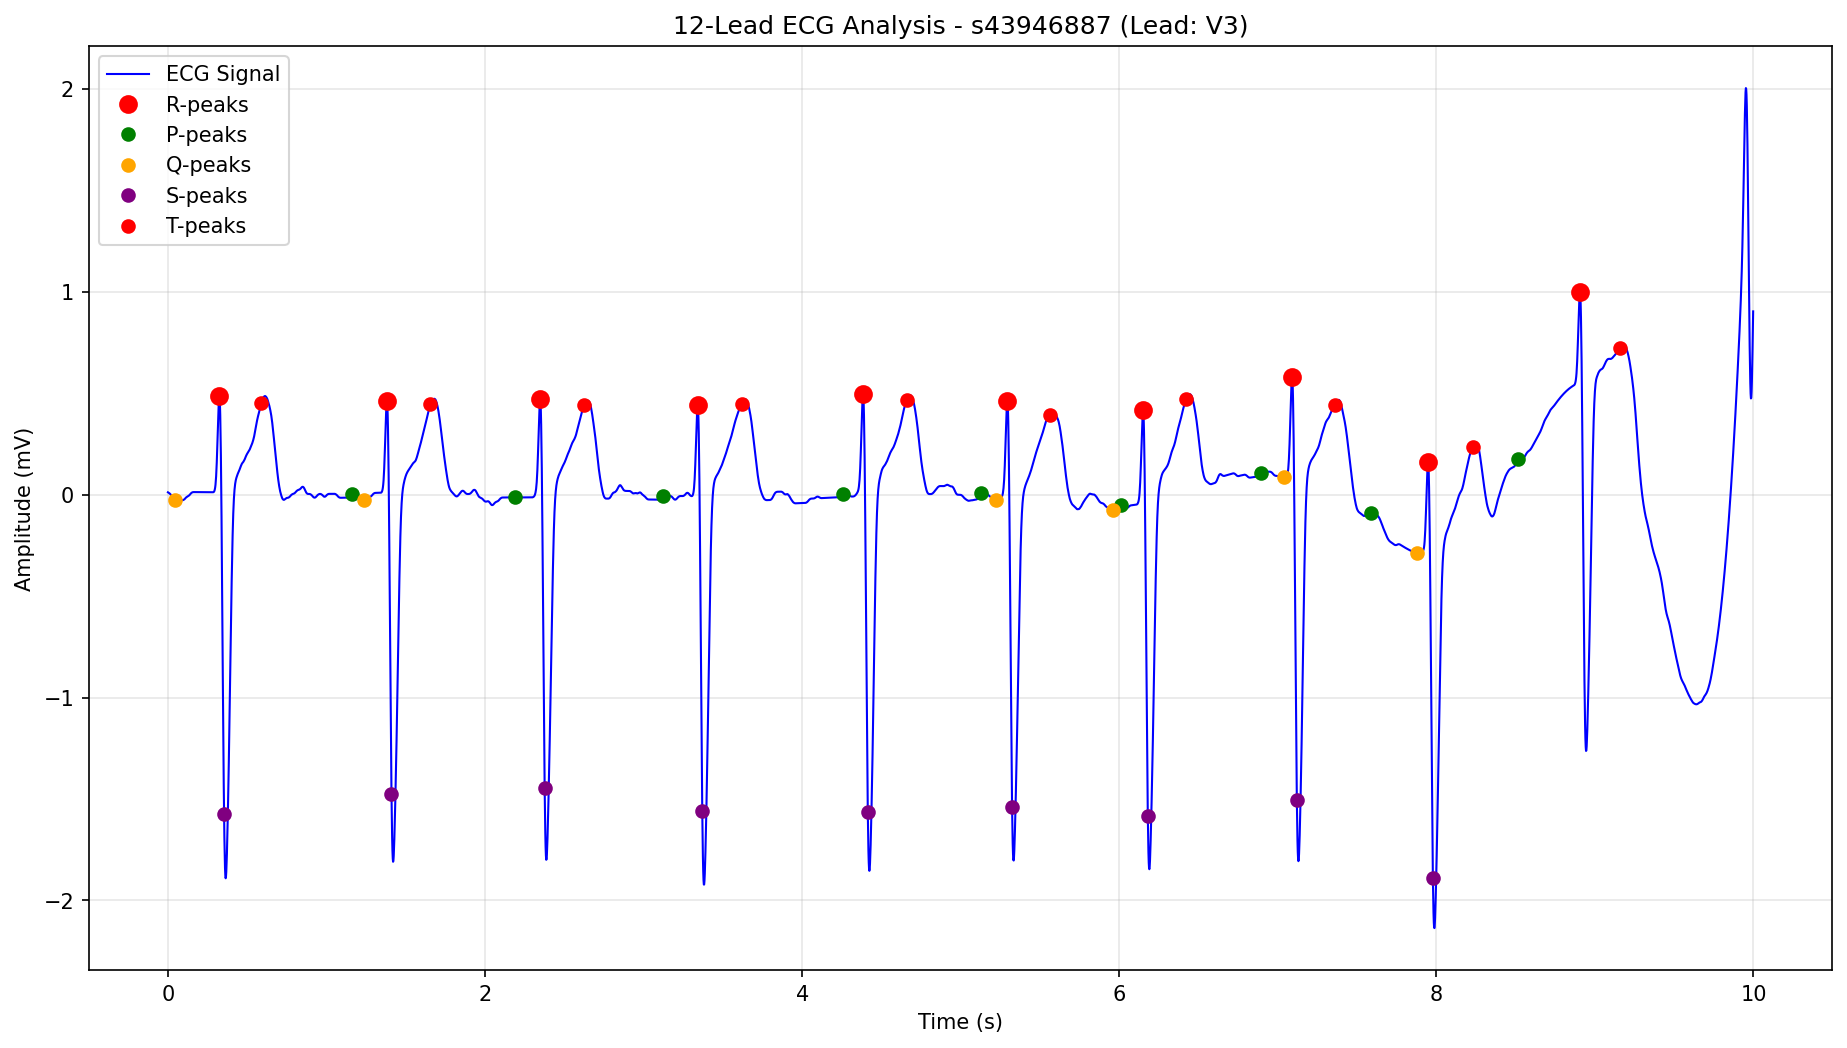 12-Lead ECG Analysis - s43946887 (Lead: V3)
ECG Signal
R-peaks
P-peaks
Q-peaks
S-peaks
T-peaks
Amplitude (mV)
2
1
0
−1
−2
0
2
4
6
8
10
Time (s)